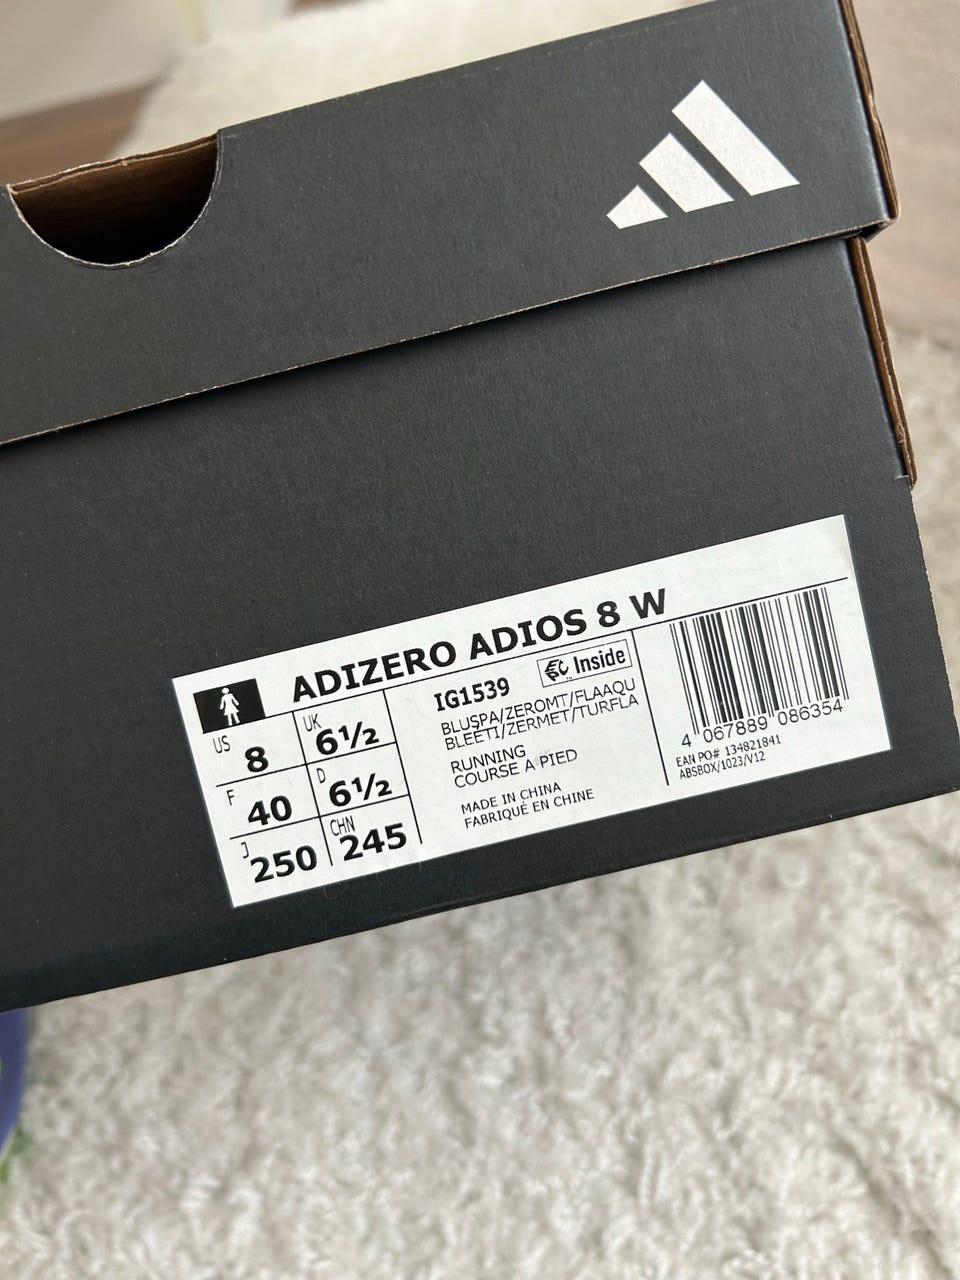 ADIZERO ADIOS 8 W
US 8 UK 6½
F 40 D 6½
J 250 CHN 245
IG1539 Inside
BLUSPA/ZEROMT/FLAAQU
BLEETI/ZERMET/TURFLA
RUNNING
COURSE A PIED
MADE IN CHINA
FABRIQUÉ EN CHINE
4 067889 086354
EAN PO# 134821841
ABSBOX/1023/V12